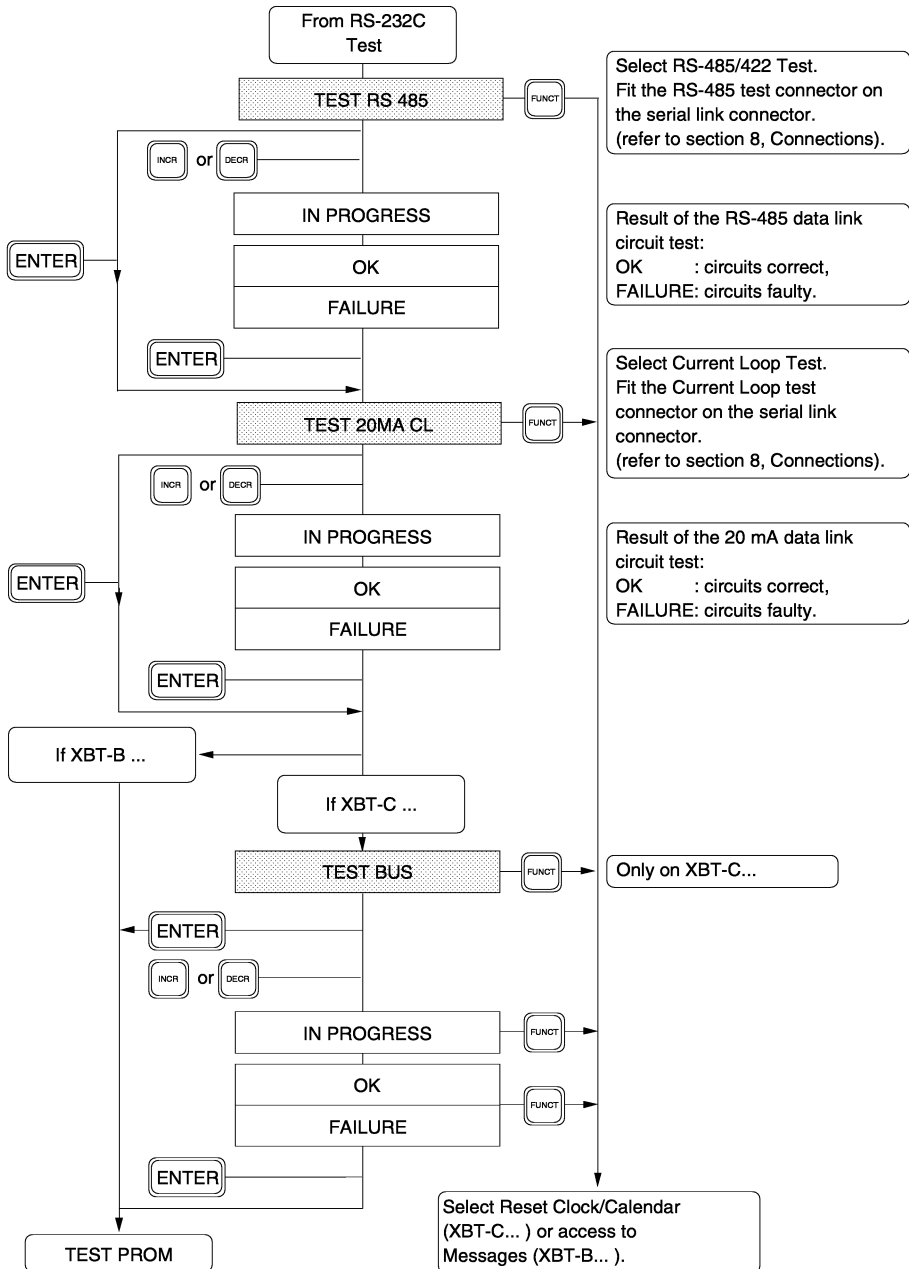 From RS-232C
Test
TEST RS 485
FUNCT
Select RS-485/422 Test.
Fit the RS-485 test connector on
the serial link connector.
(refer to section 8, Connections).
INCR or DECR
IN PROGRESS
Result of the RS-485 data link
circuit test:
OK : circuits correct,
FAILURE: circuits faulty.
ENTER
OK
FAILURE
ENTER
Select Current Loop Test.
Fit the Current Loop test
connector on the serial link
connector.
(refer to section 8, Connections).
TEST 20MA CL
FUNCT
INCR or DECR
IN PROGRESS
Result of the 20 mA data link
circuit test:
OK : circuits correct,
FAILURE: circuits faulty.
ENTER
OK
FAILURE
ENTER
If XBT-B ...
If XBT-C ...
TEST BUS
FUNCT
Only on XBT-C...
ENTER
INCR or DECR
IN PROGRESS
FUNCT
OK
FUNCT
FAILURE
ENTER
Select Reset Clock/Calendar
(XBT-C... ) or access to
Messages (XBT-B... ).
TEST PROM